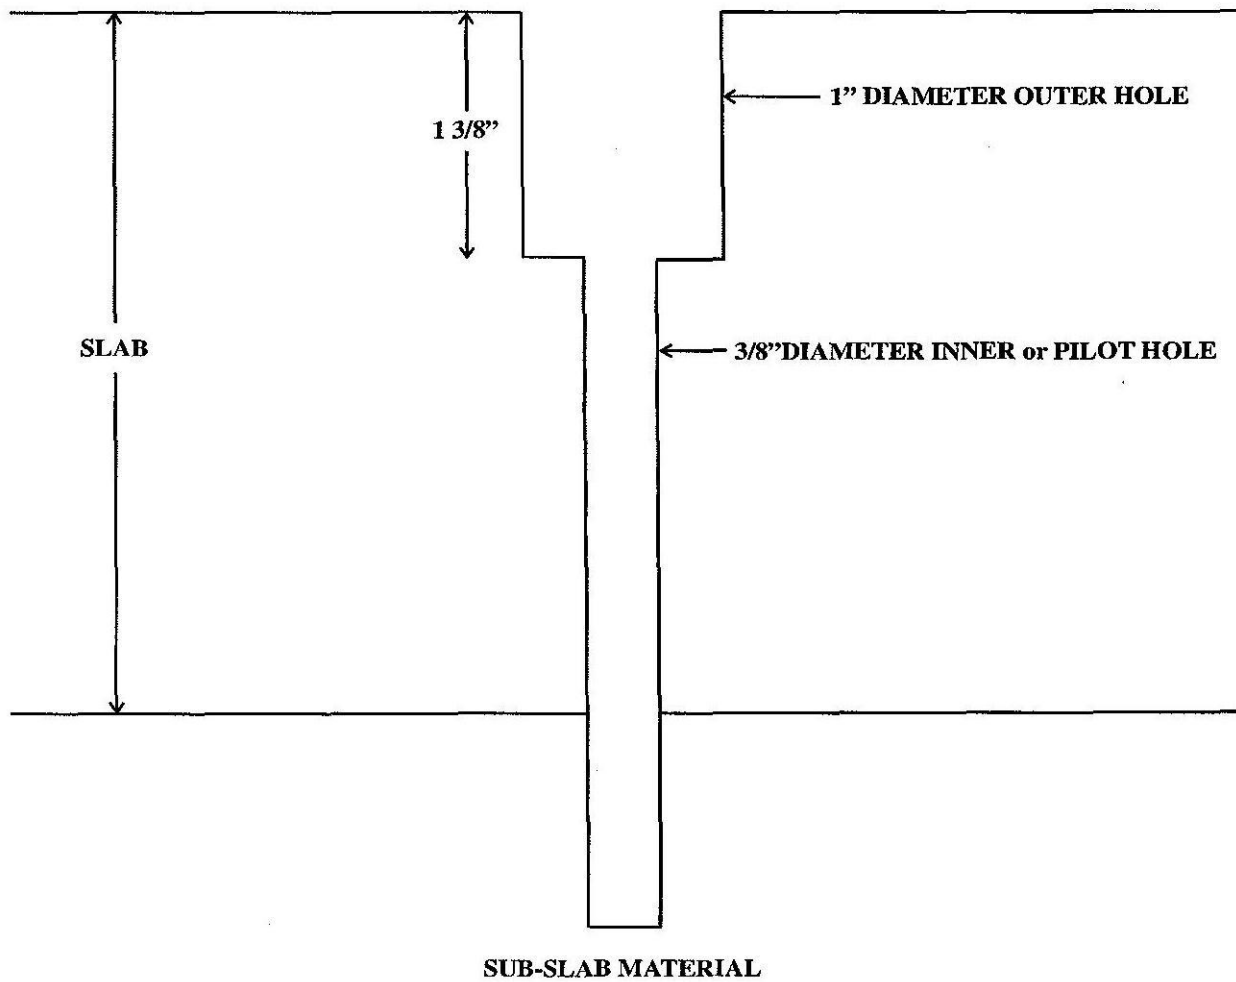 1” DIAMETER OUTER HOLE
1 3/8”
SLAB
3/8”DIAMETER INNER or PILOT HOLE
SUB-SLAB MATERIAL